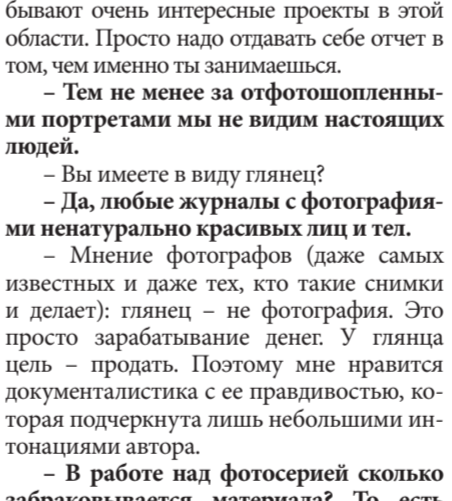 бывают очень интересные проекты в этой
области. Просто надо отдавать себе отчет в
том, чем именно ты занимаешься.
– Тем не менее за отфотошопленны-
ми портретами мы не видим настоящих
людей.
– Вы имеете в виду глянец?
– Да, любые журналы с фотография-
ми ненатурально красивых лиц и тел.
– Мнение фотографов (даже самых
известных и даже тех, кто такие снимки
и делает): глянец – не фотография. Это
просто зарабатывание денег. У глянца
цель – продать. Поэтому мне нравится
документалистика с ее правдивостью, ко-
торая подчеркнута лишь небольшими ин-
тонациями автора.
– В работе над фотосерией сколько
забраковывается материала? То есть